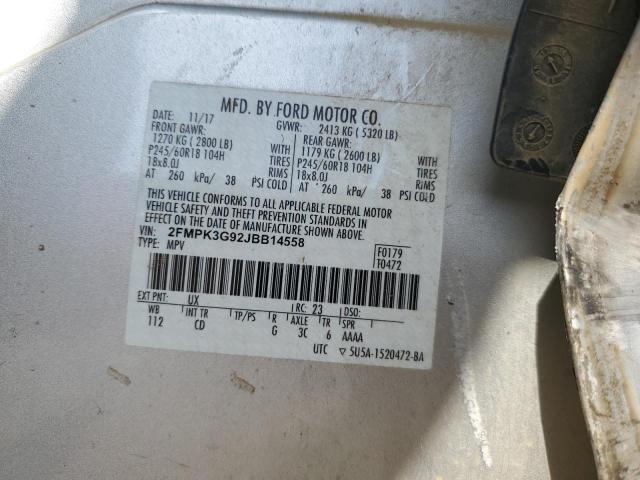 MFD. BY FORD MOTOR CO.
DATE: 11/17 GVWR: 2413 KG ( 5320 LB)
FRONT GAWR: REAR GAWR:
1270 KG ( 2800 LB) WITH 1179 KG ( 2600 LB) WITH
P245/60R18 104H TIRES P245/60R18 104H TIRES
18x8.0J RIMS 18x8.0J RIMS
AT 260 kPa/ 38 PSI COLD AT 260 kPa/ 38 PSI COLD
THIS VEHICLE CONFORMS TO ALL APPLICABLE FEDERAL MOTOR
VEHICLE SAFETY AND THEFT PREVENTION STANDARDS IN
EFFECT ON THE DATE OF MANUFACTURE SHOWN ABOVE.
VIN: 2FMPK3G92JBB14558 F0179
TYPE: MPV T0472
EXT PNT: UX RC: 23 DSO:
WB INT TR TP/PS R AXLE TR SPR
112 CD G 3C 6 AAAA
UTC ▽ 5U5A-1520472-BA